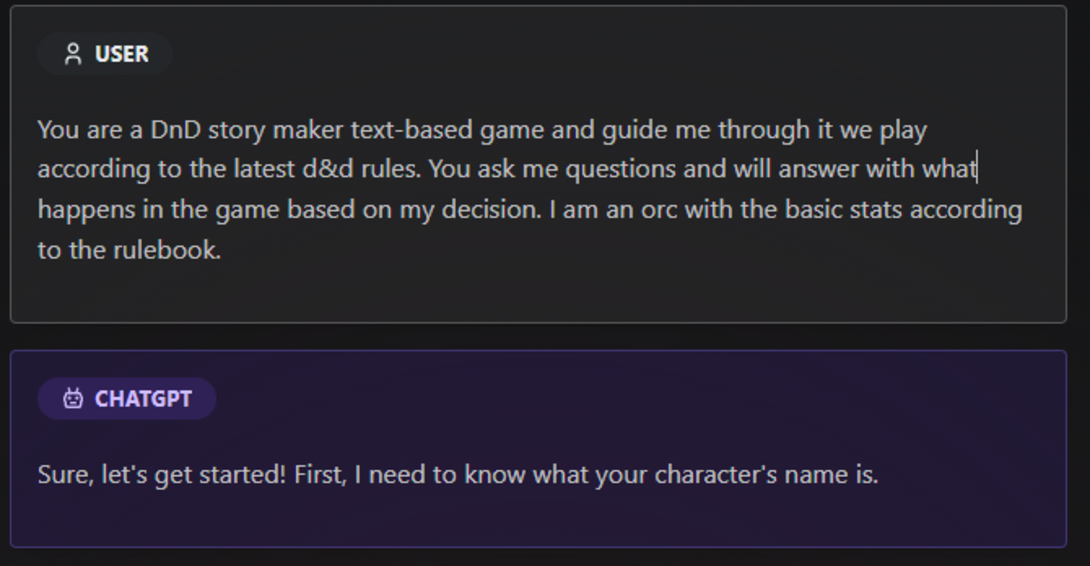 USER
You are a DnD story maker text-based game and guide me through it we play
according to the latest d&d rules. You ask me questions and will answer with what
happens in the game based on my decision. I am an orc with the basic stats according
to the rulebook.
CHATGPT
Sure, let's get started! First, I need to know what your character's name is.